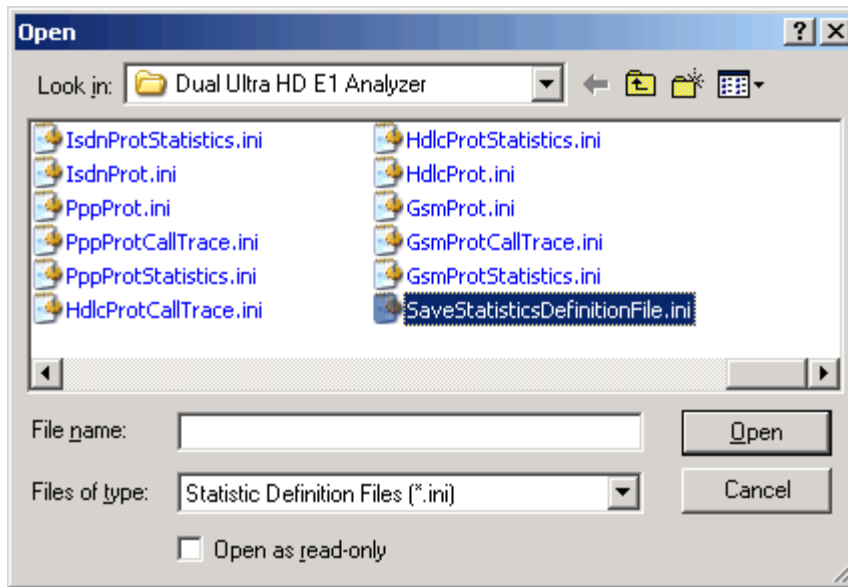 Open
Look in: Dual Ultra HD E1 Analyzer
IsdnProtStatistics.ini
IsdnProt.ini
PppProt.ini
PppProtCallTrace.ini
PppProtStatistics.ini
HdlcProtCallTrace.ini
HdlcProtStatistics.ini
HdlcProt.ini
GsmProt.ini
GsmProtCallTrace.ini
GsmProtStatistics.ini
SaveStatisticsDefinitionFile.ini
File name:
Open
Files of type: Statistic Definition Files (*.ini)
Cancel
Open as read-only